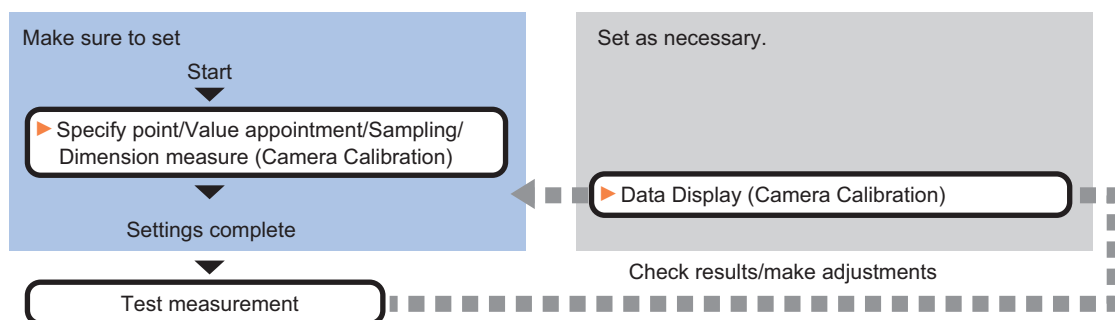 Make sure to set
Start
Specify point/Value appointment/Sampling/
Dimension measure (Camera Calibration)
Settings complete
Test measurement
Set as necessary.
Data Display (Camera Calibration)
Check results/make adjustments